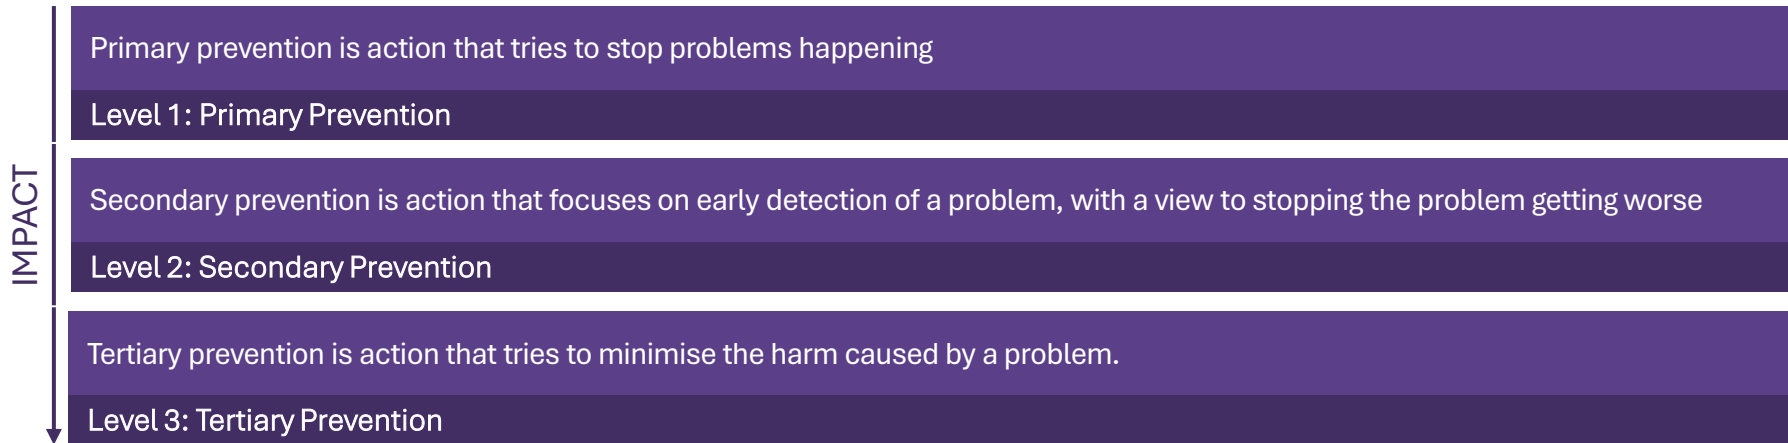 IMPACT
Primary prevention is action that tries to stop problems happening
Level 1: Primary Prevention
Secondary prevention is action that focuses on early detection of a problem, with a view to stopping the problem getting worse
Level 2: Secondary Prevention
Tertiary prevention is action that tries to minimise the harm caused by a problem.
Level 3: Tertiary Prevention